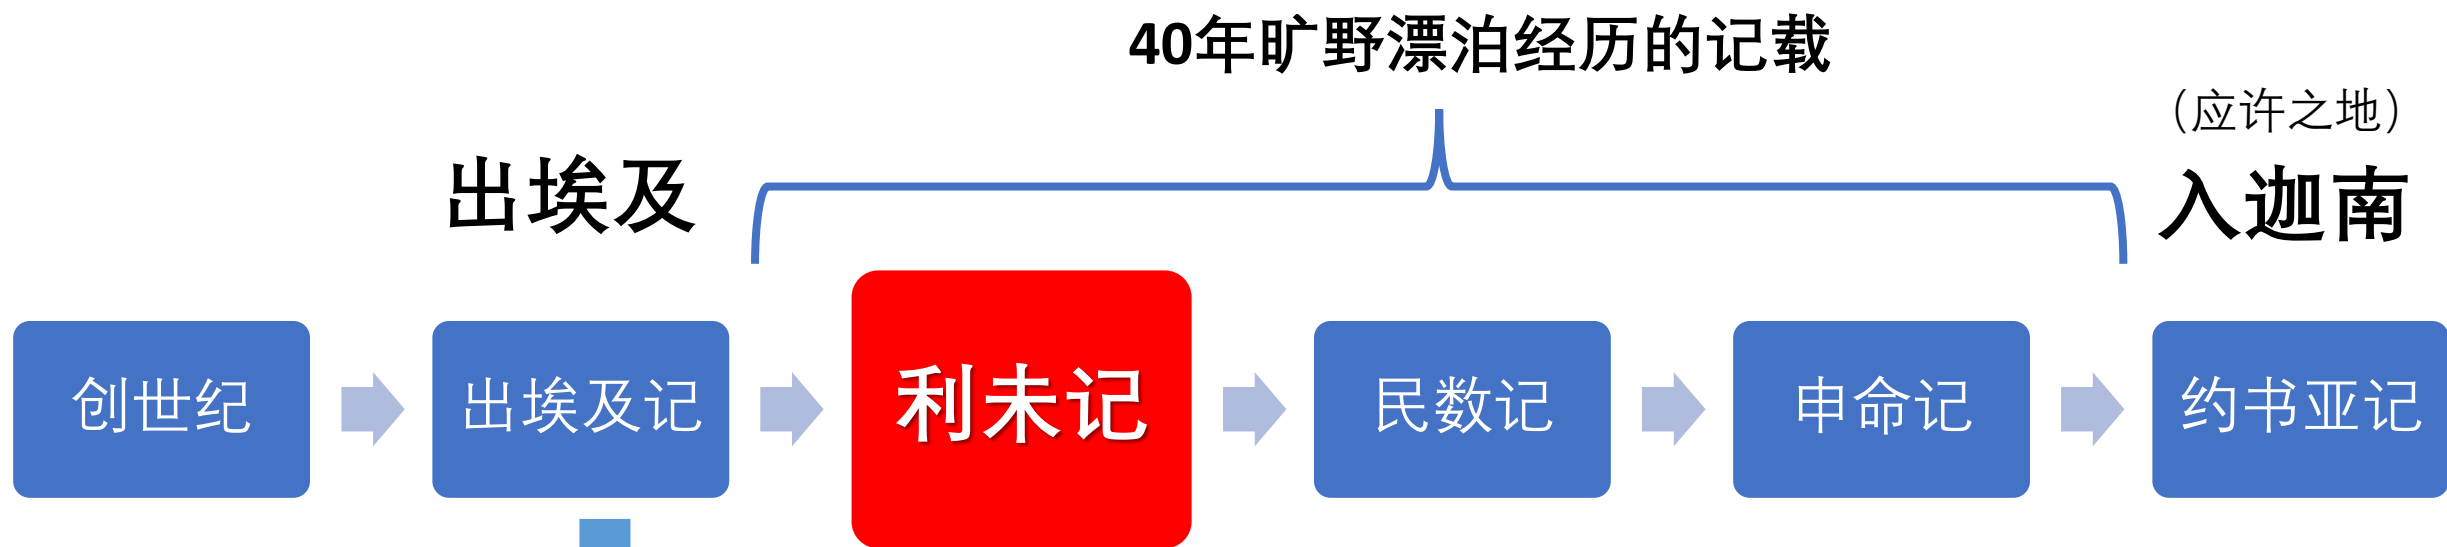 40年旷野漂泊经历的记载
（应许之地）
出埃及
入迦南
创世纪
出埃及记
利未记
民数记
申命记
约书亚记